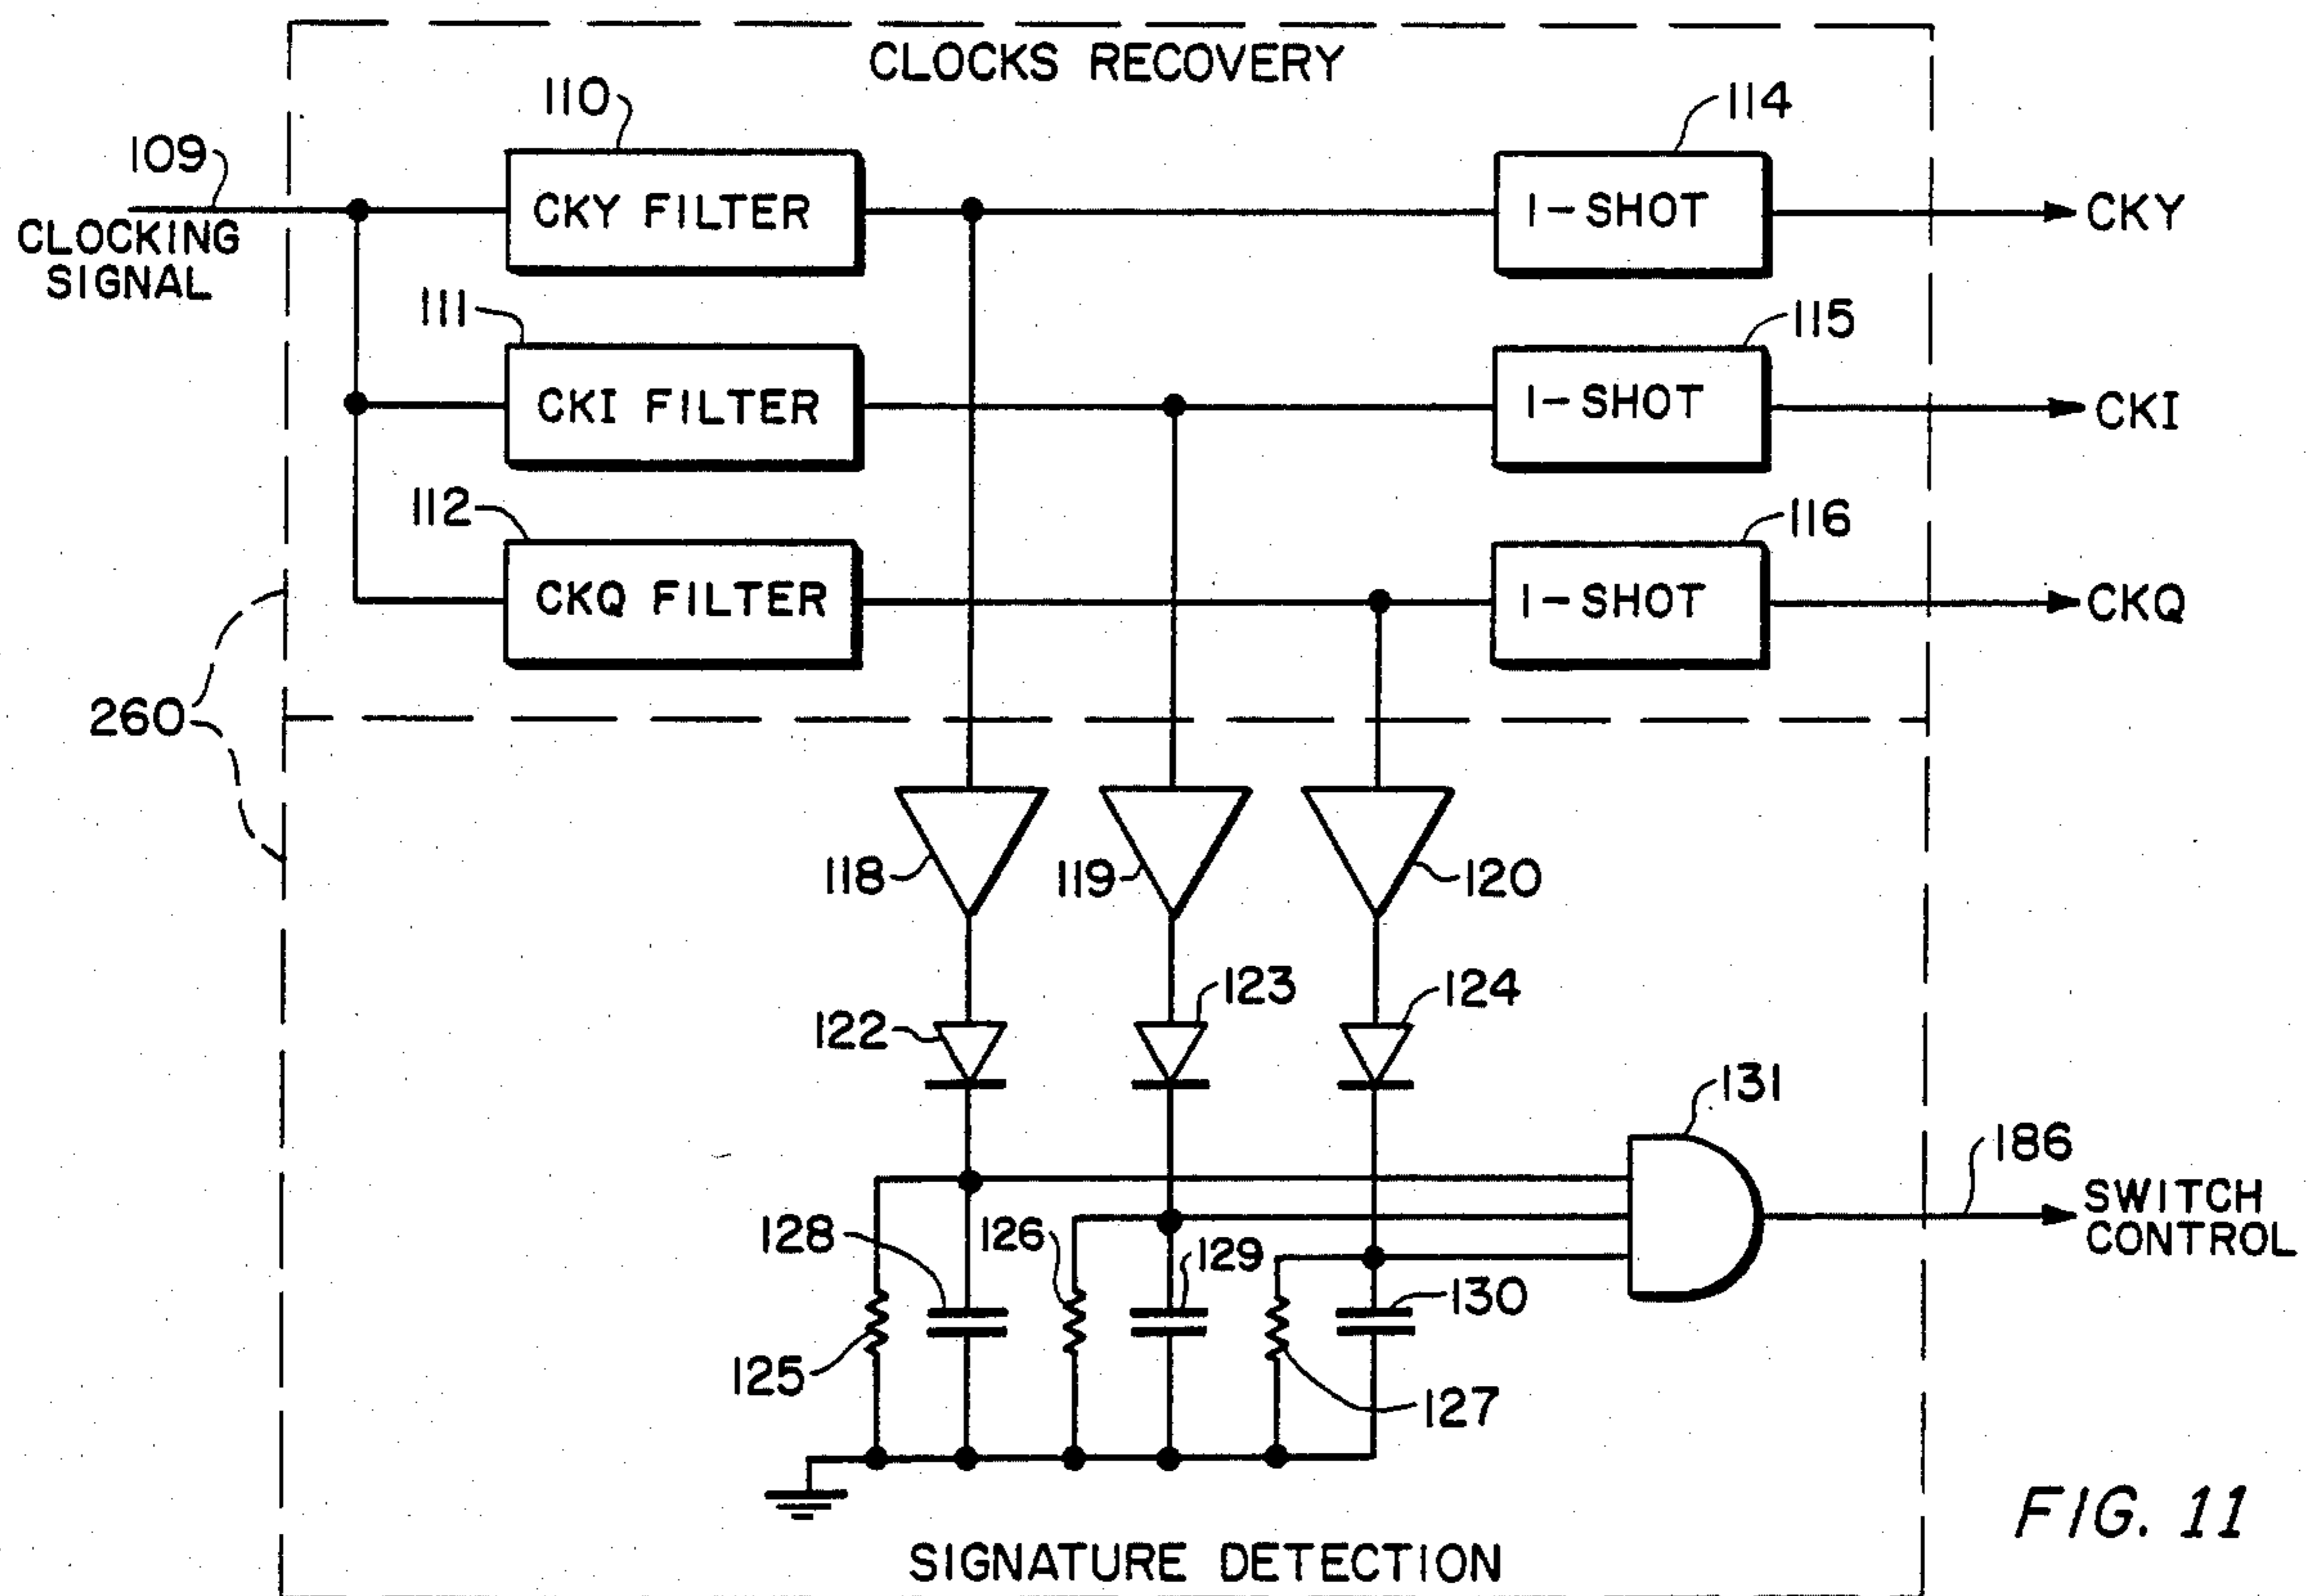 CLOCKS RECOVERY
110
114
109
CKY FILTER
1-SHOT
CKY
CLOCKING
SIGNAL
111
115
CKI FILTER
1-SHOT
CKI
112
116
CKQ FILTER
1-SHOT
CKQ
260
118
119
120
122
123
124
131
186
SWITCH
CONTROL
128
126
129
130
125
127
FIG. 11
SIGNATURE DETECTION